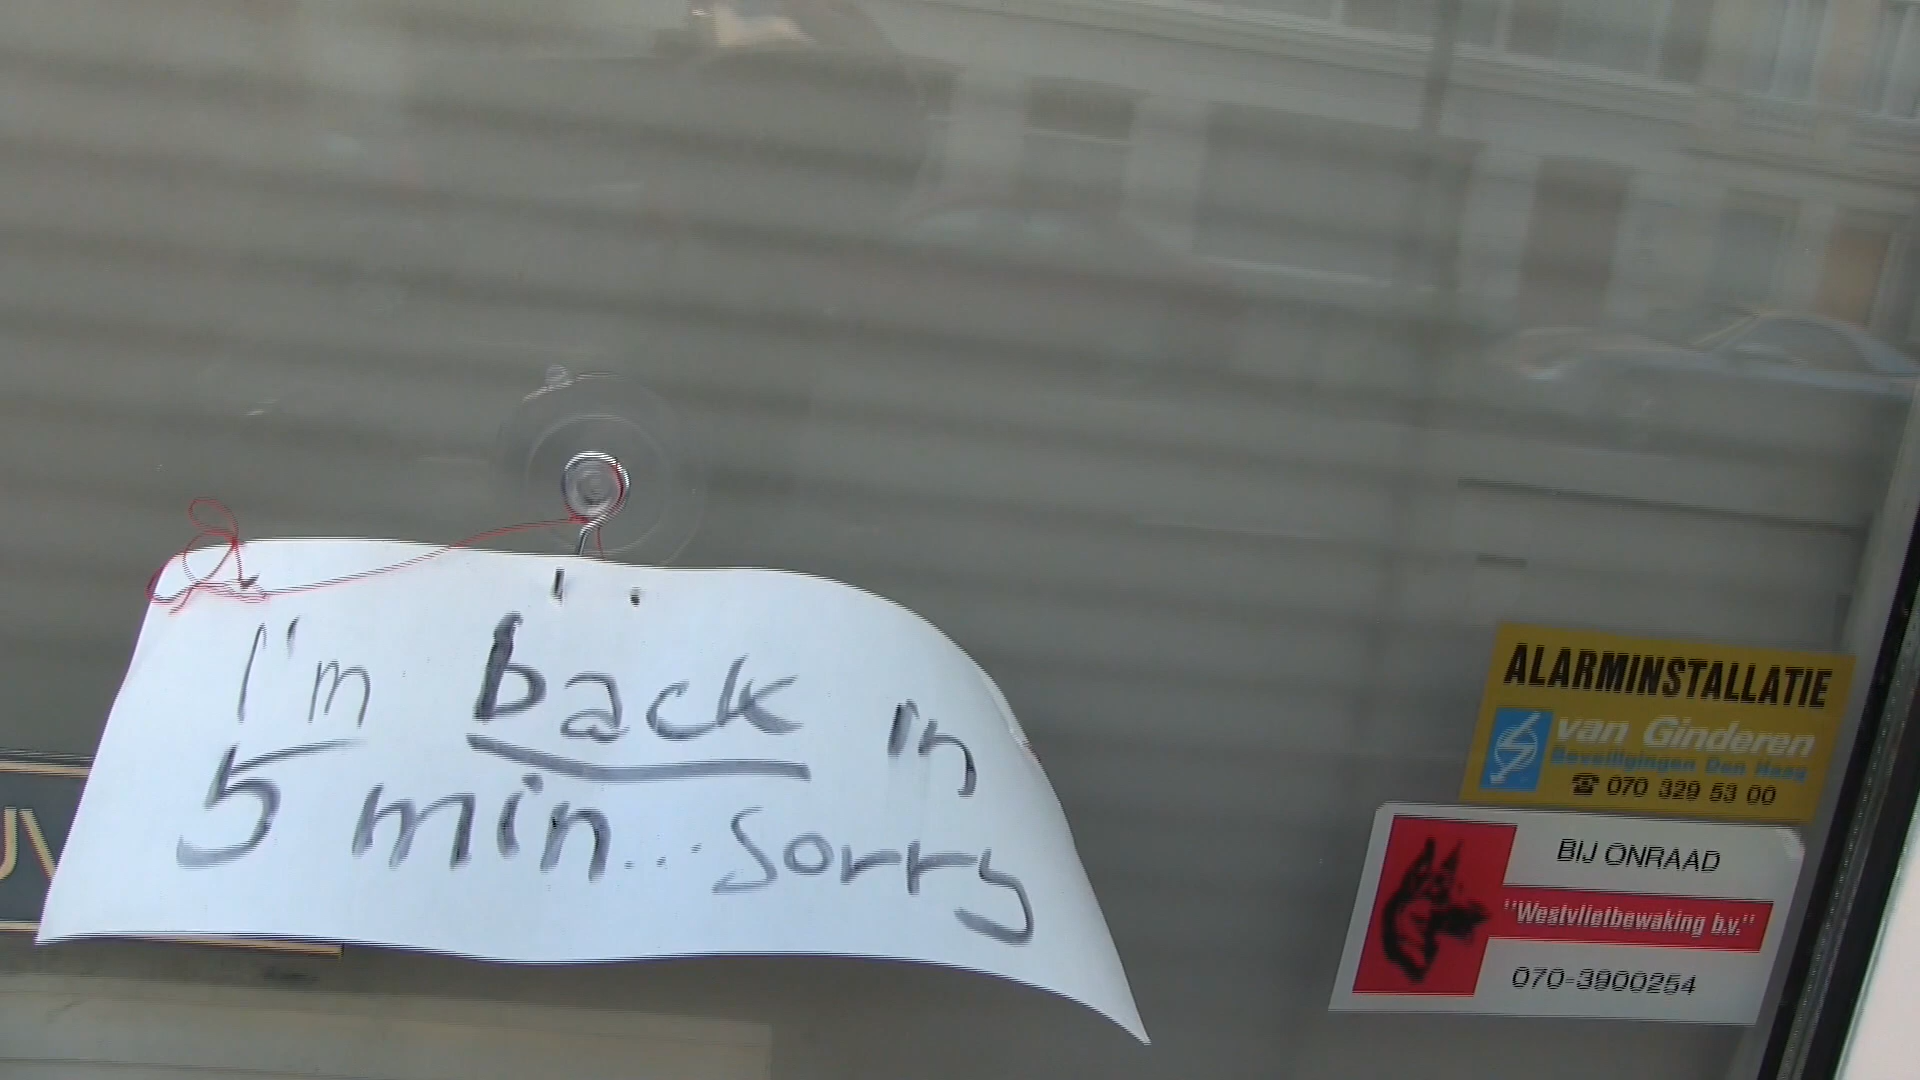 I'm back in
5 min... sorry
ALARMINSTALLATIE
van Ginderen
Beveiligingen Den Haag
☎ 070 329 53 00
BIJ ONRAAD
"Westvlietbewaking b.v."
070-3900254